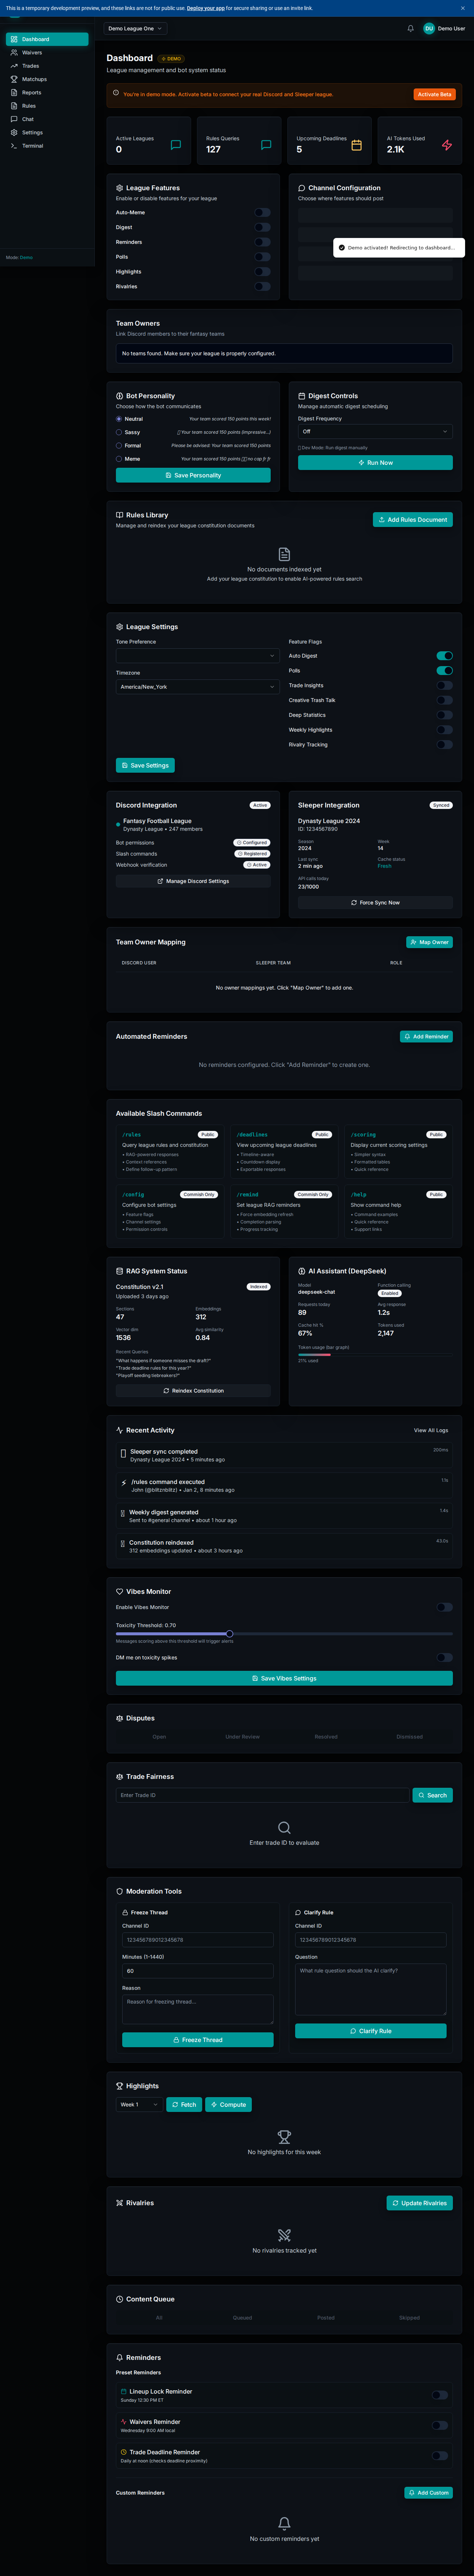 This is a temporary development preview, and these links are not for public use. Deploy your app for secure sharing or use an invite link.
Demo League One
DU Demo User
Dashboard
Waivers
Trades
Matchups
Reports
Rules
Chat
Settings
Terminal
Mode: Demo
Dashboard DEMO
League management and bot system status
You're in demo mode. Activate beta to connect your real Discord and Sleeper league.
Activate Beta
Active Leagues
0
Rules Queries
127
Upcoming Deadlines
5
AI Tokens Used
2.1K
League Features
Enable or disable features for your league
Auto-Meme
Digest
Reminders
Polls
Highlights
Rivalries
Channel Configuration
Choose where features should post
Demo activated! Redirecting to dashboard...
Team Owners
Link Discord members to their fantasy teams
No teams found. Make sure your league is properly configured.
Bot Personality
Choose how the bot communicates
Neutral Your team scored 150 points this week!
Sassy Your team scored 150 points (impressive...)
Formal Please be advised: Your team scored 150 points
Meme Your team scored 150 points no cap fr fr
Save Personality
Digest Controls
Manage automatic digest scheduling
Digest Frequency
Off
Dev Mode: Run digest manually
Run Now
Rules Library
Manage and reindex your league constitution documents
Add Rules Document
No documents indexed yet
Add your league constitution to enable AI-powered rules search
League Settings
Tone Preference
Timezone
America/New_York
Feature Flags
Auto Digest
Polls
Trade Insights
Creative Trash Talk
Deep Statistics
Weekly Highlights
Rivalry Tracking
Save Settings
Discord Integration Active
Fantasy Football League
Dynasty League • 247 members
Bot permissions Configured
Slash commands Registered
Webhook verification Active
Manage Discord Settings
Sleeper Integration Synced
Dynasty League 2024
ID: 1234567890
Season Week
2024 14
Last sync Cache status
2 min ago Fresh
API calls today
23/1000
Force Sync Now
Team Owner Mapping
Map Owner
DISCORD USER SLEEPER TEAM ROLE
No owner mappings yet. Click "Map Owner" to add one.
Automated Reminders
Add Reminder
No reminders configured. Click "Add Reminder" to create one.
Available Slash Commands
/rules Public
Query league rules and constitution
• RAG-powered responses
• Context references
• Define follow-up pattern
/deadlines Public
View upcoming league deadlines
• Timeline-aware
• Countdown display
• Exportable responses
/scoring Public
Display current scoring settings
• Simpler syntax
• Formatted tables
• Quick reference
/config Commish Only
Configure bot settings
• Feature flags
• Channel settings
• Permission controls
/remind Commish Only
Set league RAG reminders
• Force embedding refresh
• Completion parsing
• Progress tracking
/help Public
Show command help
• Command examples
• Quick reference
• Support links
RAG System Status
Constitution v2.1 Indexed
Uploaded 3 days ago
Sections Embeddings
47 312
Vector dim Avg similarity
1536 0.84
Recent Queries
"What happens if someone misses the draft?"
"Trade deadline rules for this year?"
"Playoff seeding tiebreakers?"
Reindex Constitution
AI Assistant (DeepSeek)
Model Function calling
deepseek-chat Enabled
Requests today Avg response
89 1.2s
Cache hit % Tokens used
67% 2,147
Token usage (bar graph)
21% used
Recent Activity
View All Logs
Sleeper sync completed
Dynasty League 2024 • 5 minutes ago
200ms
/rules command executed
John (@blitznblitz) • Jan 2, 8 minutes ago
1.1s
Weekly digest generated
Sent to #general channel • about 1 hour ago
1.4s
Constitution reindexed
312 embeddings updated • about 3 hours ago
43.0s
Vibes Monitor
Enable Vibes Monitor
Toxicity Threshold: 0.70
Messages scoring above this threshold will trigger alerts
DM me on toxicity spikes
Save Vibes Settings
Disputes
Open Under Review Resolved Dismissed
Trade Fairness
Enter Trade ID
Search
Enter trade ID to evaluate
Moderation Tools
Freeze Thread
Channel ID
123456789012345678
Minutes (1-1440)
60
Reason
Reason for freezing thread...
Freeze Thread
Clarify Rule
Channel ID
123456789012345678
Question
What rule question should the AI clarify?
Clarify Rule
Highlights
Week 1
Fetch
Compute
No highlights for this week
Rivalries
Update Rivalries
No rivalries tracked yet
Content Queue
All Queued Posted Skipped
Reminders
Preset Reminders
Lineup Lock Reminder
Sunday 12:30 PM ET
Waivers Reminder
Wednesday 9:00 AM local
Trade Deadline Reminder
Daily at noon (checks deadline proximity)
Custom Reminders
Add Custom
No custom reminders yet